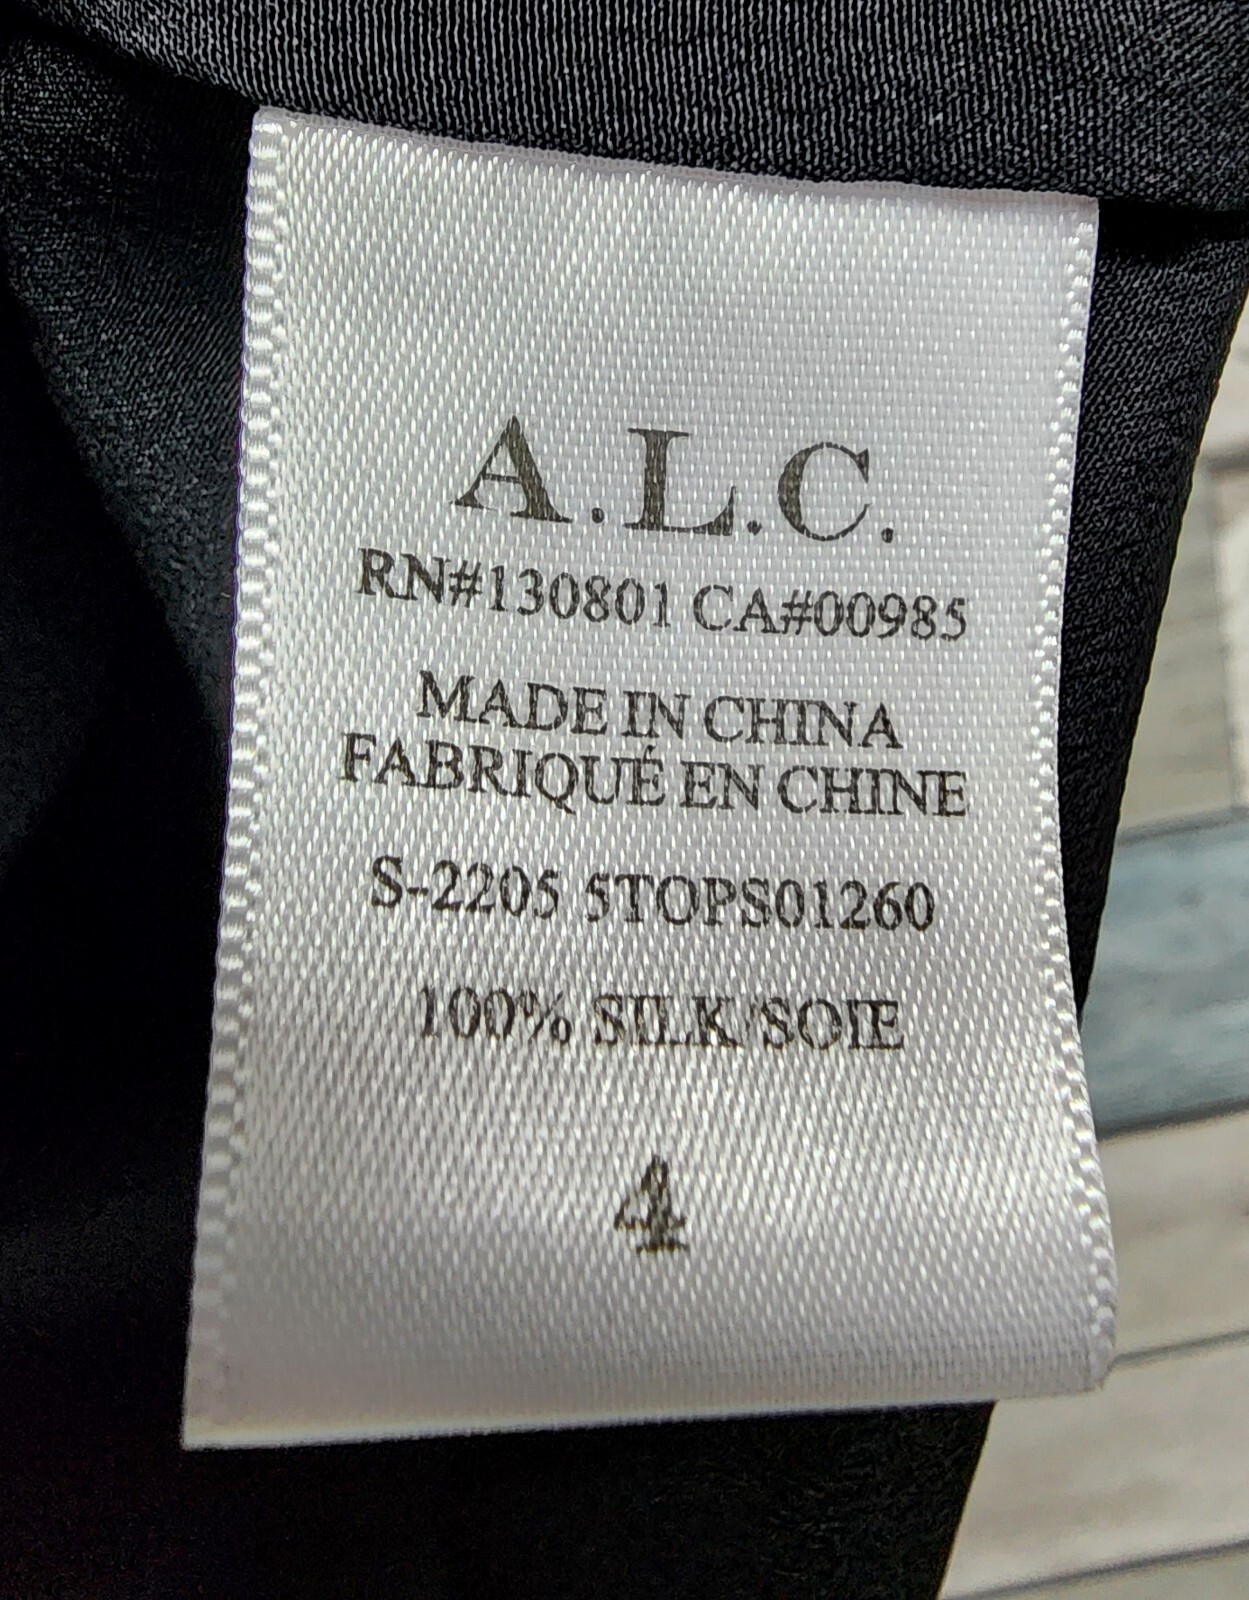 A.L.C.
RN#130801 CA#00985
MADE IN CHINA
FABRIQUÉ EN CHINE
S-2205 5TOPS01260
100% SILK/SOIE
4